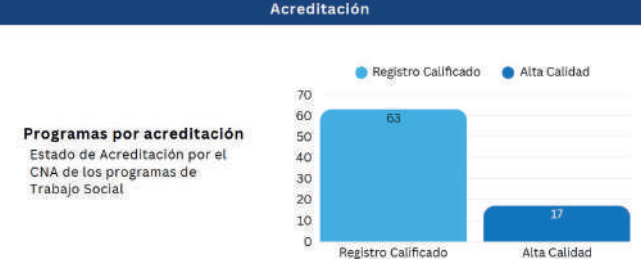 Acreditación
Registro Calificado
Alta Calidad
Programas por acreditación
Estado de Acreditación por el
CNA de los programas de
Trabajo Social
70
60
50
40
30
20
10
0
63
17
Registro Calificado
Alta Calidad